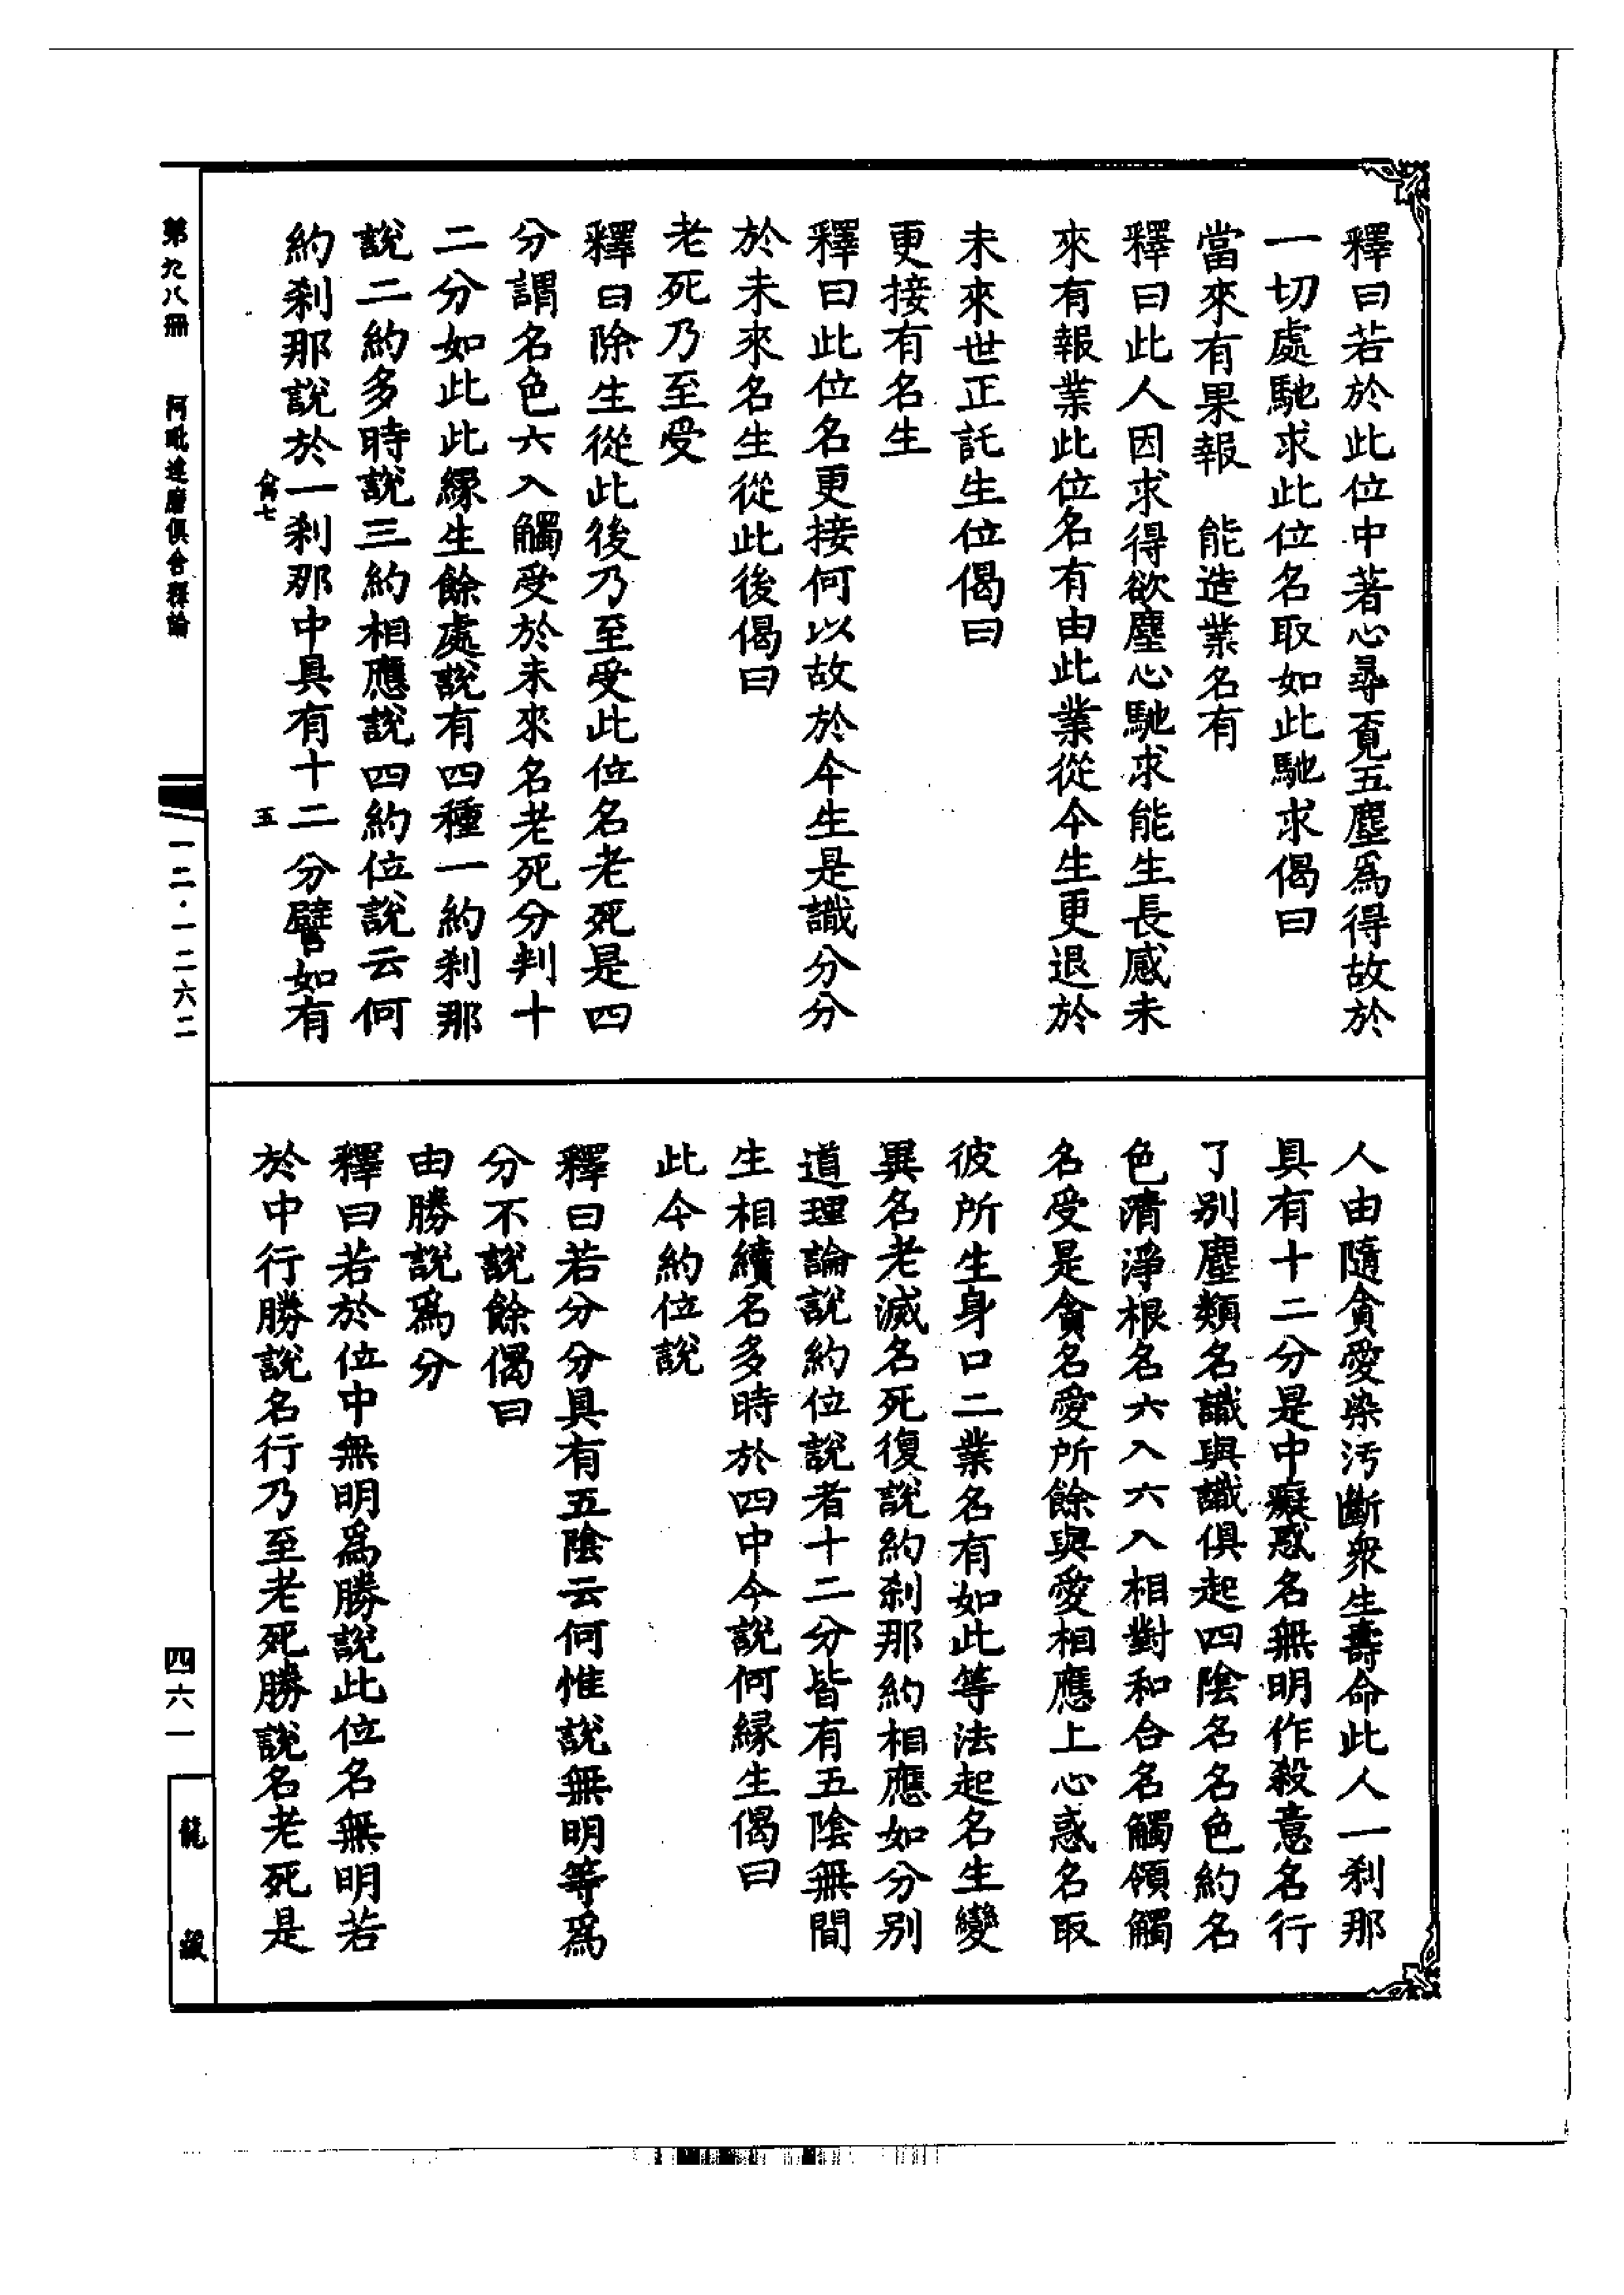 釋曰若於此位中著心尋覓五塵為得故於
一切處馳求此位名取如此馳求偈曰
當來有果報　能造業名有
釋曰此人因求得欲塵心馳求能生長感未
來有報業此位名有由此業從今生更退於
未來世正託生位偈曰
更接有名生
釋曰此位名更接何以故於今生是識分分
於未來名生從此後偈曰
老死乃至受
釋曰除生從此後乃至受此位名老死是四
分謂名色六入觸受於未來名老死分判十
二分如此此緣生餘處說有四種一約剎那
說二約多時說三約相應說四約位說云何
約剎那說於一剎那中具有十二分譬如有
人由隨貪愛染污斷衆生壽命此人一剎那
具有十二分是中癡惑名無明作殺意名行
了別塵類名識與識俱起四陰名名色約名
色清淨根名六入六入相對和合名觸領觸
名受是貪名愛所餘與愛相應上心惑名取
彼所生身口二業名有如此等法起名生變
異名老滅名死復說約剎那約相應如分別
道理論說約位說者十二分皆有五陰無間
生相續名多時於四中今說何緣生偈曰
此今約位說
釋曰若分分具有五陰云何惟說無明等為
分不說餘偈曰
由勝說為分
釋曰若於位中無明為勝說此位名無明若
於中行勝說名行乃至老死勝說名老死是
第九八冊　阿毗達磨俱舍釋論
一二·一二六二
四六一
龍藏
五